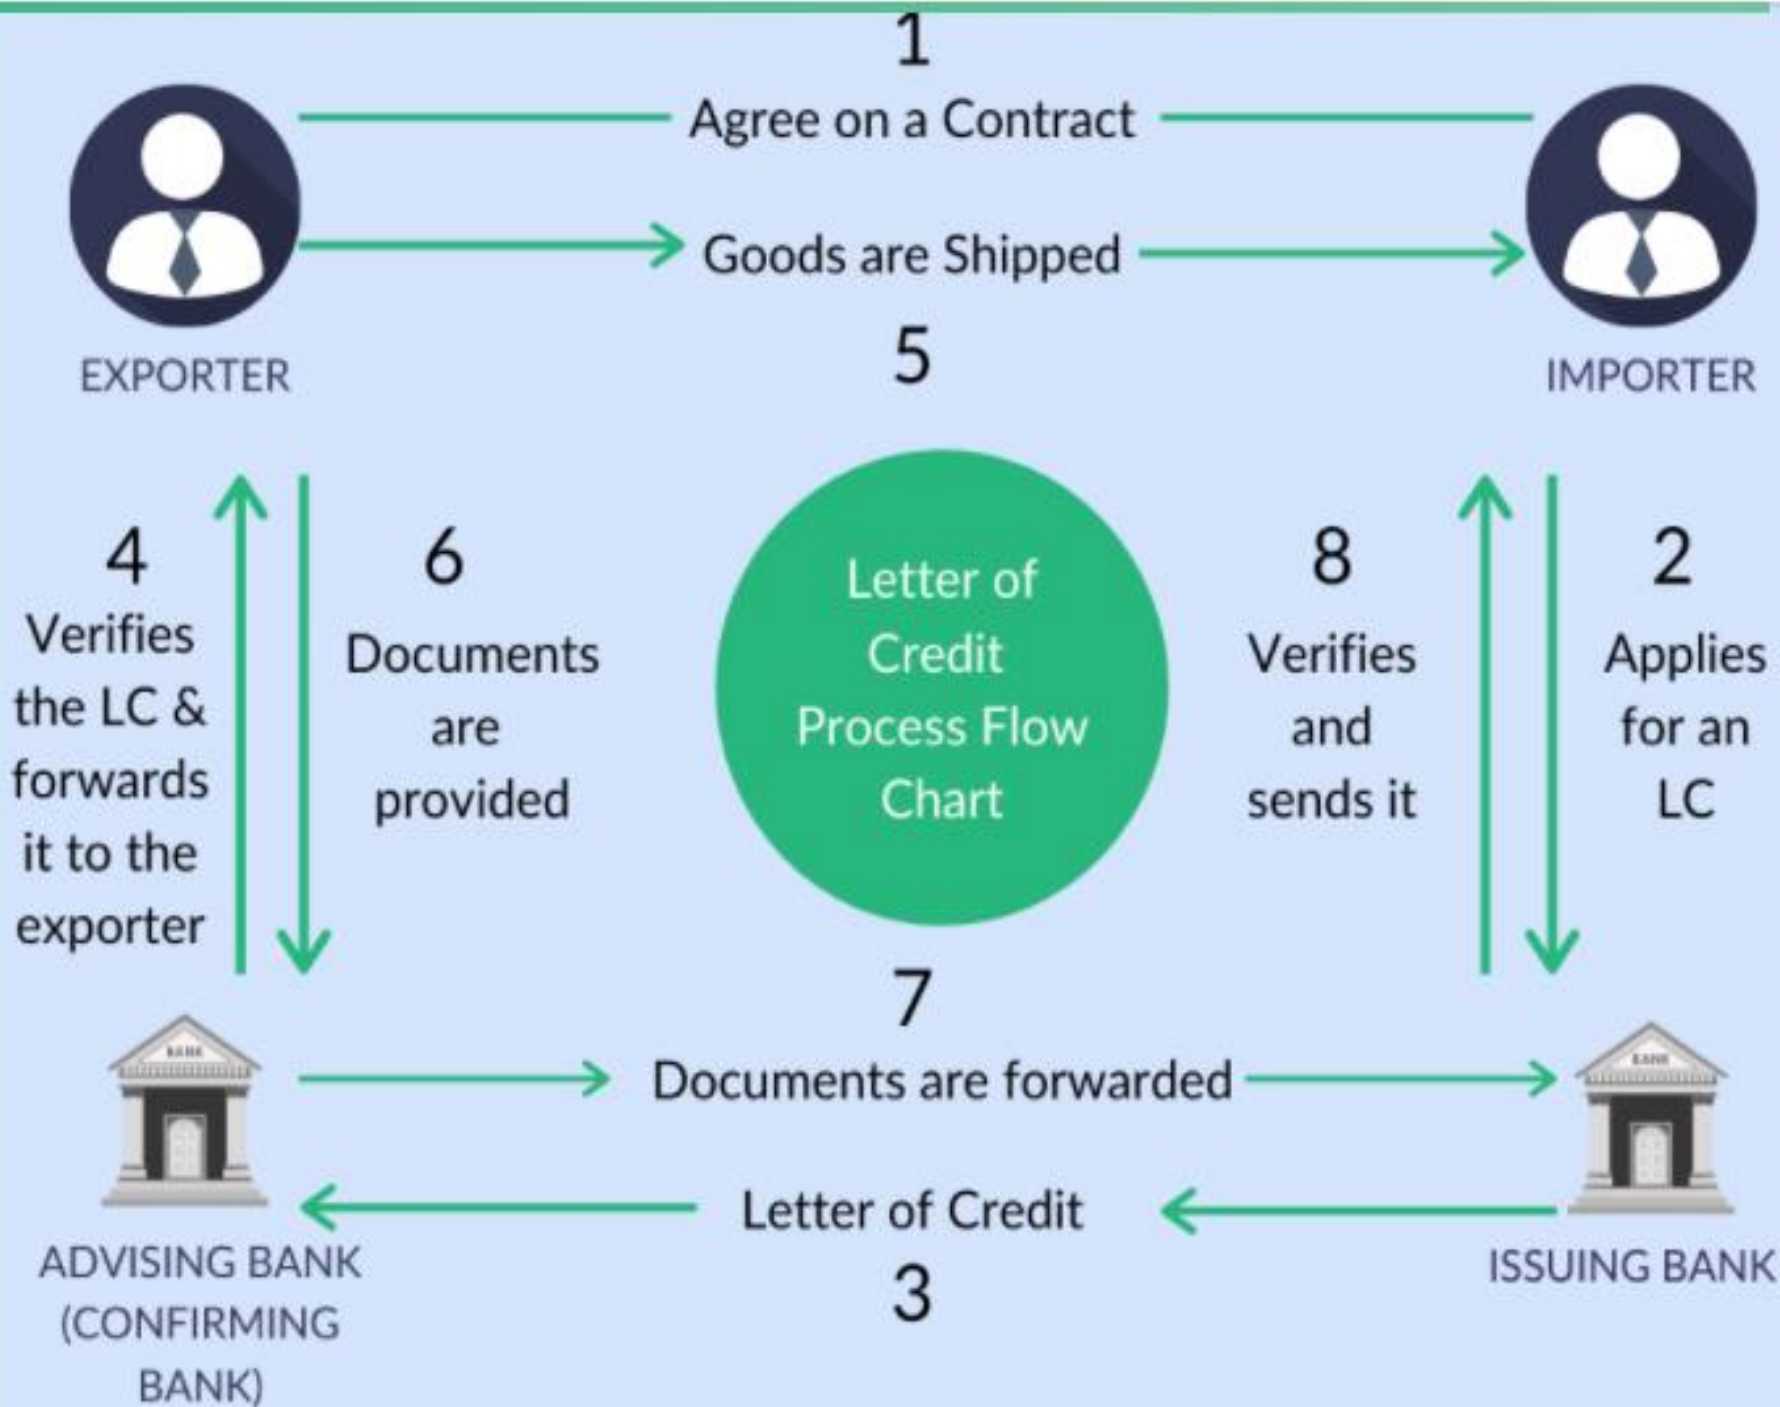 1
Agree on a Contract
Goods are Shipped
5
EXPORTER
IMPORTER
4
Verifies
the LC &
forwards
it to the
exporter
6
Documents
are
provided
Letter of
Credit
Process Flow
Chart
8
Verifies
and
sends it
2
Applies
for an
LC
7
BANK
Documents are forwarded
BANK
Letter of Credit
3
ADVISING BANK
(CONFIRMING
BANK)
ISSUING BANK